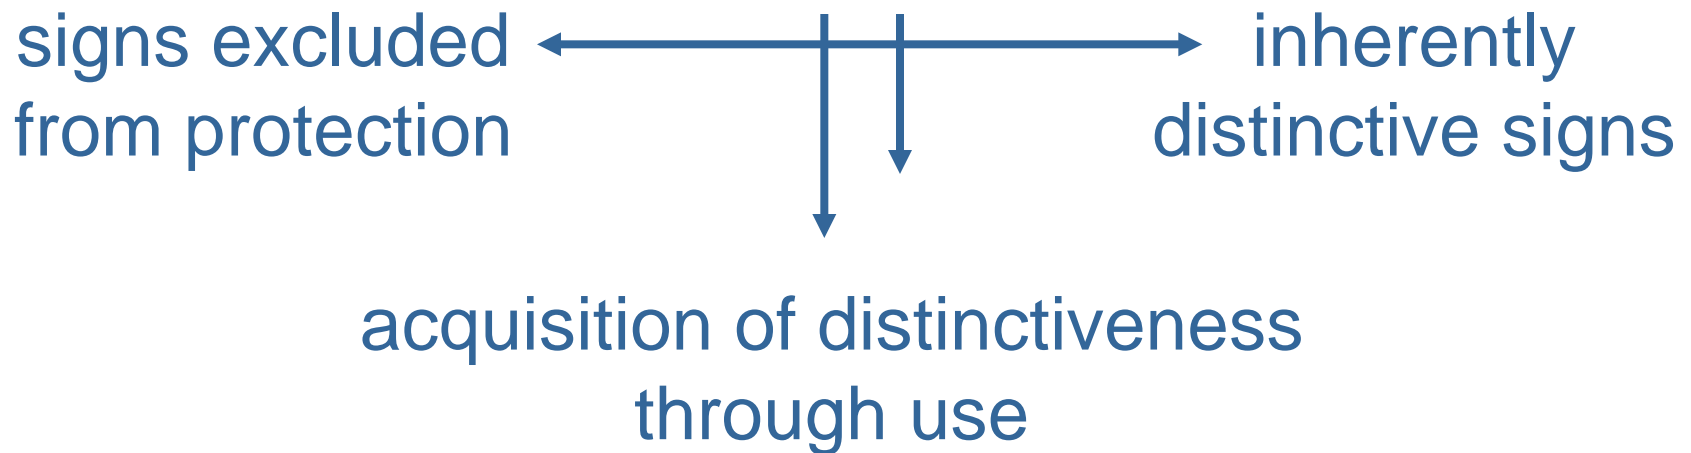 signs excluded
from protection
inherently
distinctive signs
acquisition of distinctiveness
through use